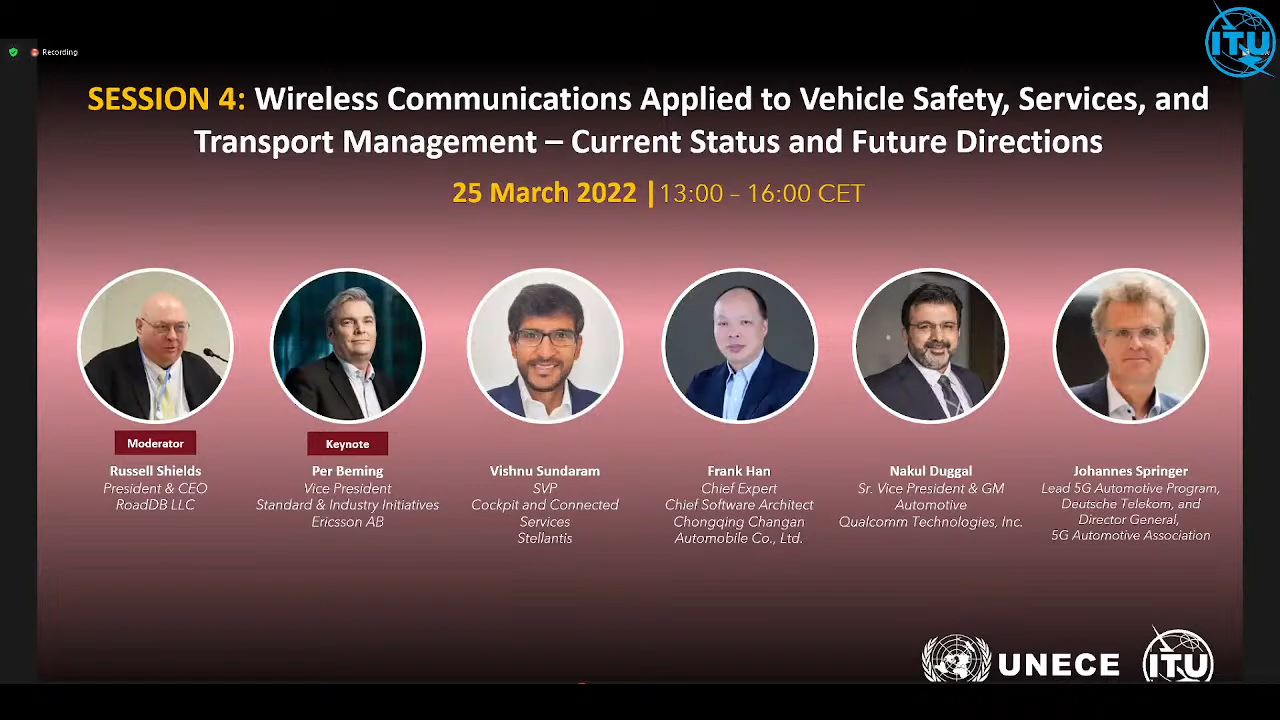 ITU
Recording
SESSION 4: Wireless Communications Applied to Vehicle Safety, Services, and
Transport Management – Current Status and Future Directions
25 March 2022 | 13:00 – 16:00 CET
Moderator
Russell Shields
President & CEO
RoadDB LLC
Keynote
Per Beming
Vice President
Standard & Industry Initiatives
Ericsson AB
Vishnu Sundaram
SVP
Cockpit and Connected
Services
Stellantis
Frank Han
Chief Expert
Chief Software Architect
Chongqing Changan
Automobile Co., Ltd.
Nakul Duggal
Sr. Vice President & GM
Automotive
Qualcomm Technologies, Inc.
Johannes Springer
Lead 5G Automotive Program,
Deutsche Telekom, and
Director General,
5G Automotive Association
UNECE
ITU